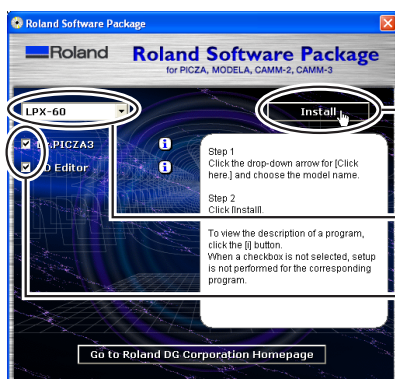 Roland Software Package
Roland
Roland Software Package
for PICZA, MODELA, CAMM-2, CAMM-3
LPX-60
Install
.PICZA3
D Editor
Step 1
Click the drop-down arrow for [Click
here.] and choose the model name.
Step 2
Click [Install].
To view the description of a program,
click the [i] button.
When a checkbox is not selected, setup
is not performed for the corresponding
program.
Go to Roland DG Corporation Homepage